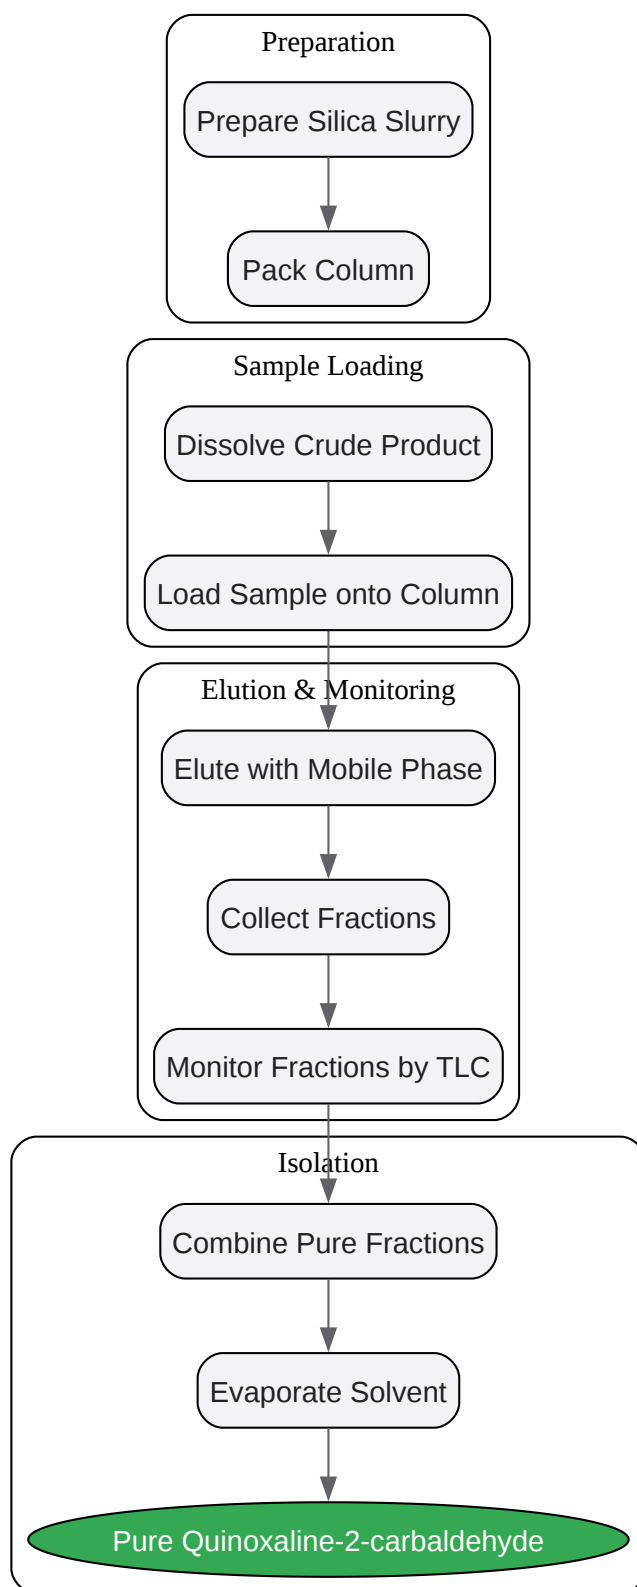 Preparation
Prepare Silica Slurry
Pack Column
Sample Loading
Dissolve Crude Product
Load Sample onto Column
Elution & Monitoring
Elute with Mobile Phase
Collect Fractions
Monitor Fractions by TLC
Isolation
Combine Pure Fractions
Evaporate Solvent
Pure Quinoxaline-2-carbaldehyde